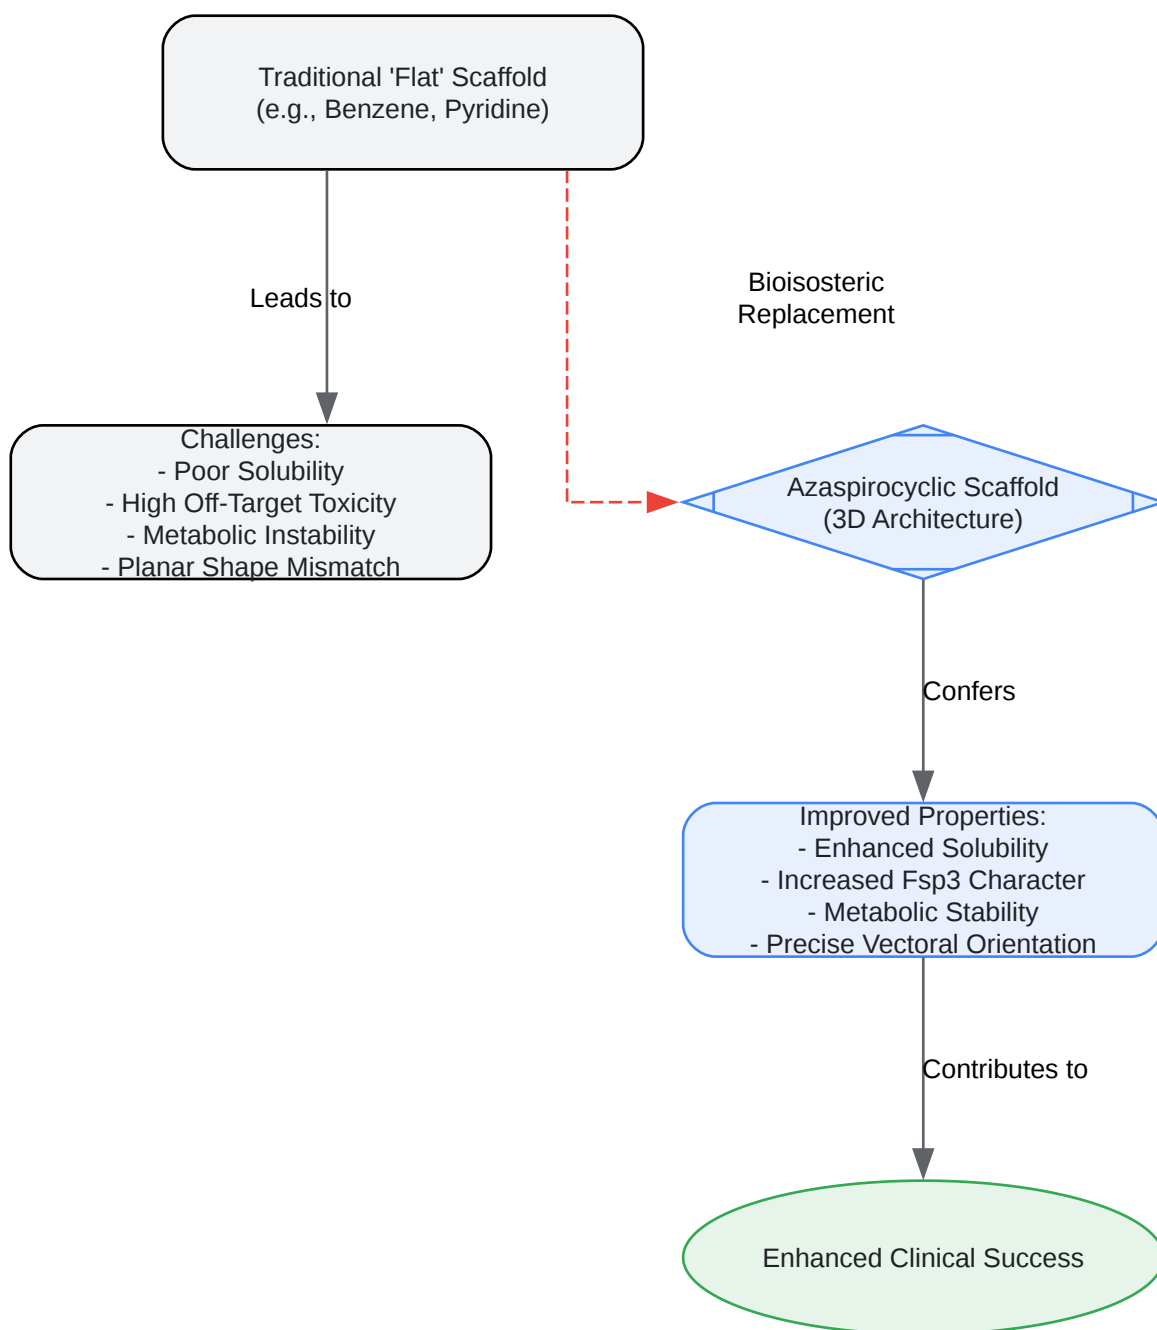 Traditional 'Flat' Scaffold
(e.g., Benzene, Pyridine)
Leads to
Bioisosteric
Replacement
Challenges:
- Poor Solubility
- High Off-Target Toxicity
- Metabolic Instability
- Planar Shape Mismatch
Azaspirocyclic Scaffold
(3D Architecture)
Confers
Improved Properties:
- Enhanced Solubility
- Increased Fsp3 Character
- Metabolic Stability
- Precise Vectoral Orientation
Contributes to
Enhanced Clinical Success